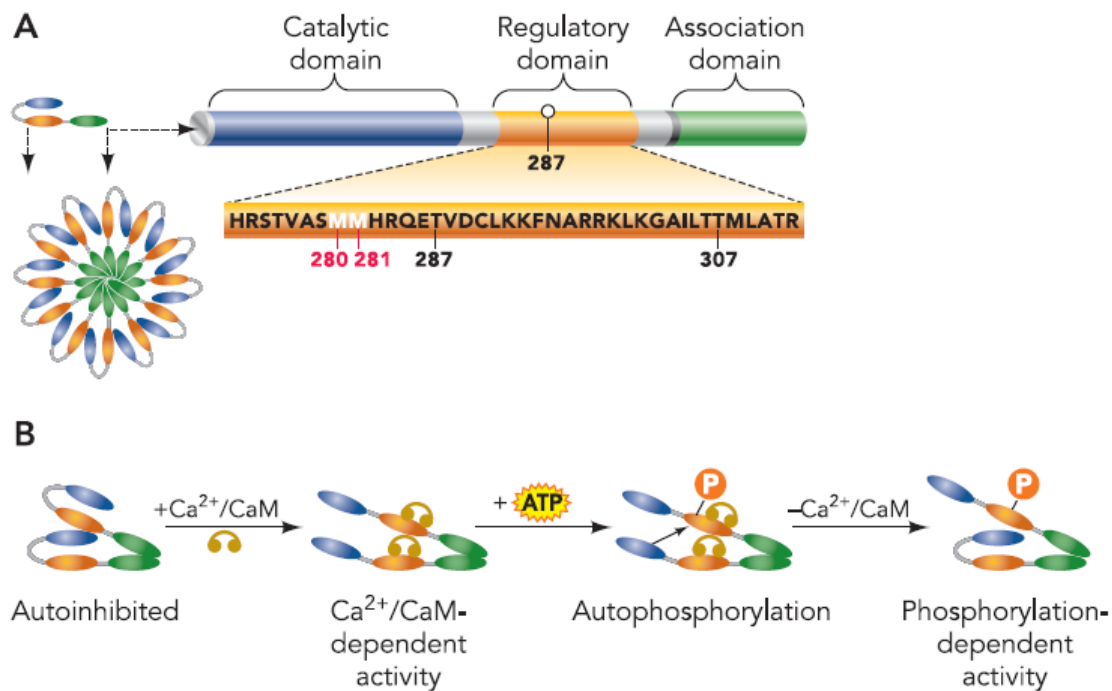 A
Catalytic domain
Regulatory domain
Association domain
287
HRSTVASMMHRQETVDCLKKFNARRKLKGAILTTMLATR
280 281 287 307
B
+Ca²⁺/CaM
+ ATP
P
–Ca²⁺/CaM
P
Autoinhibited
Ca²⁺/CaM-
dependent
activity
Autophosphorylation
Phosphorylation-
dependent
activity